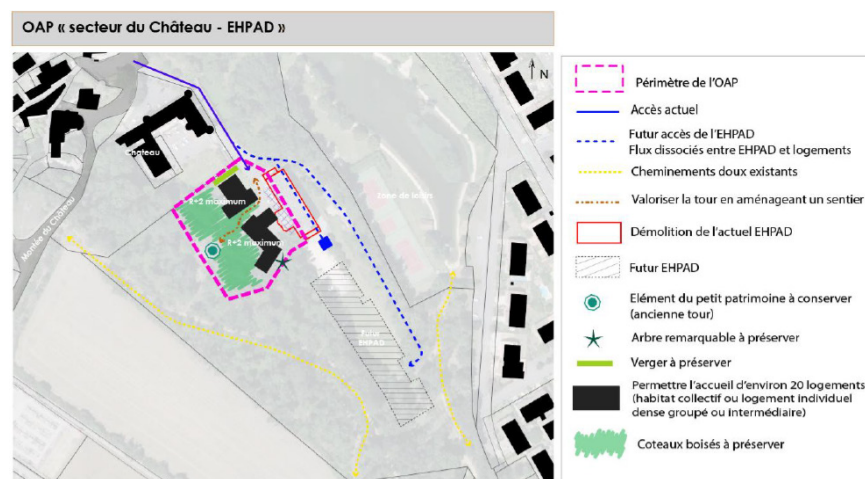 OAP « secteur du Château - EHPAD »
N
Château
Montée du Château
R+2 maximum
R+2 maximum
Zone de loisirs
Futur
EHPAD
Périmètre de l'OAP
Accès actuel
Futur accès de l'EHPAD
Flux dissociés entre EHPAD et logements
Cheminements doux existants
Valoriser la tour en aménageant un sentier
Démolition de l'actuel EHPAD
Futur EHPAD
Elément du petit patrimoine à conserver
(ancienne tour)
Arbre remarquable à préserver
Verger à préserver
Permettre l'accueil d'environ 20 logements
(habitat collectif ou logement individuel
dense groupé ou intermédiaire)
Coteaux boisés à préserver